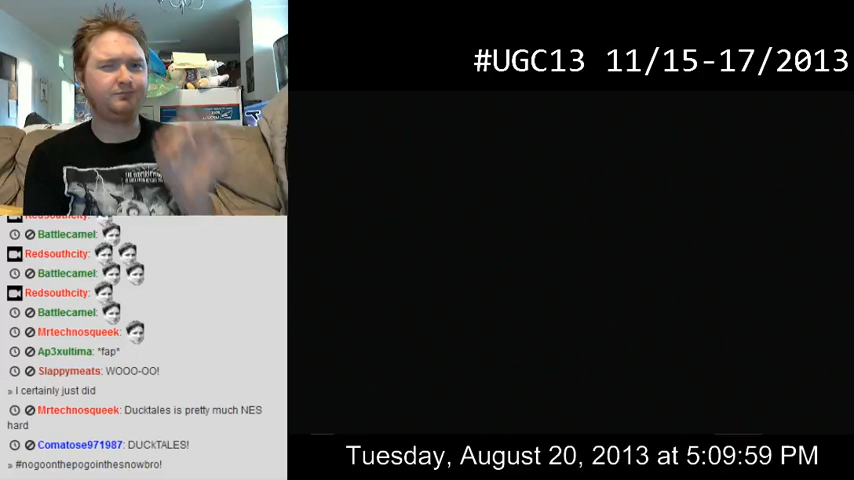 #UGC13 11/15-17/2013
Redsouthcity:
Battlecamel:
Redsouthcity:
Battlecamel:
Redsouthcity:
Battlecamel:
Mrtechnosqueek:
Ap3xultima: *fap*
Slappymeats: WOOO-OO!
» I certainly just did
Mrtechnosqueek: Ducktales is pretty much NES
hard
Comatose971987: DUCkTALES!
» #nogoonthepogointhesnowbro!
Tuesday, August 20, 2013 at 5:09:59 PM